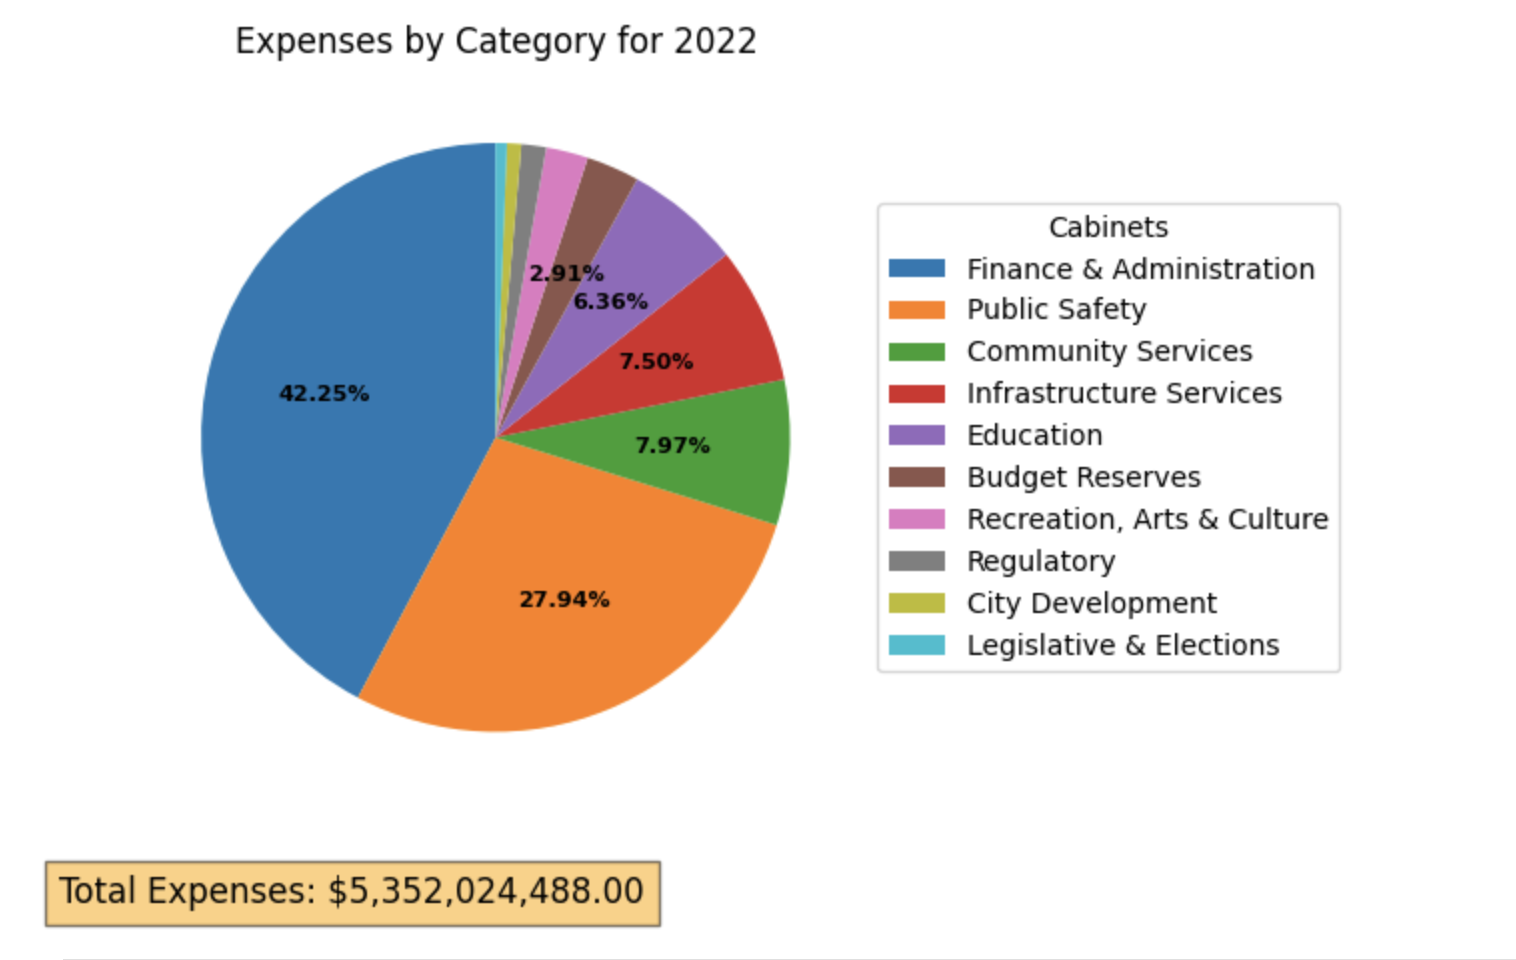 Expenses by Category for 2022
2.91%
6.36%
7.50%
42.25%
7.97%
27.94%
Cabinets
Finance & Administration
Public Safety
Community Services
Infrastructure Services
Education
Budget Reserves
Recreation, Arts & Culture
Regulatory
City Development
Legislative & Elections
Total Expenses: $5,352,024,488.00